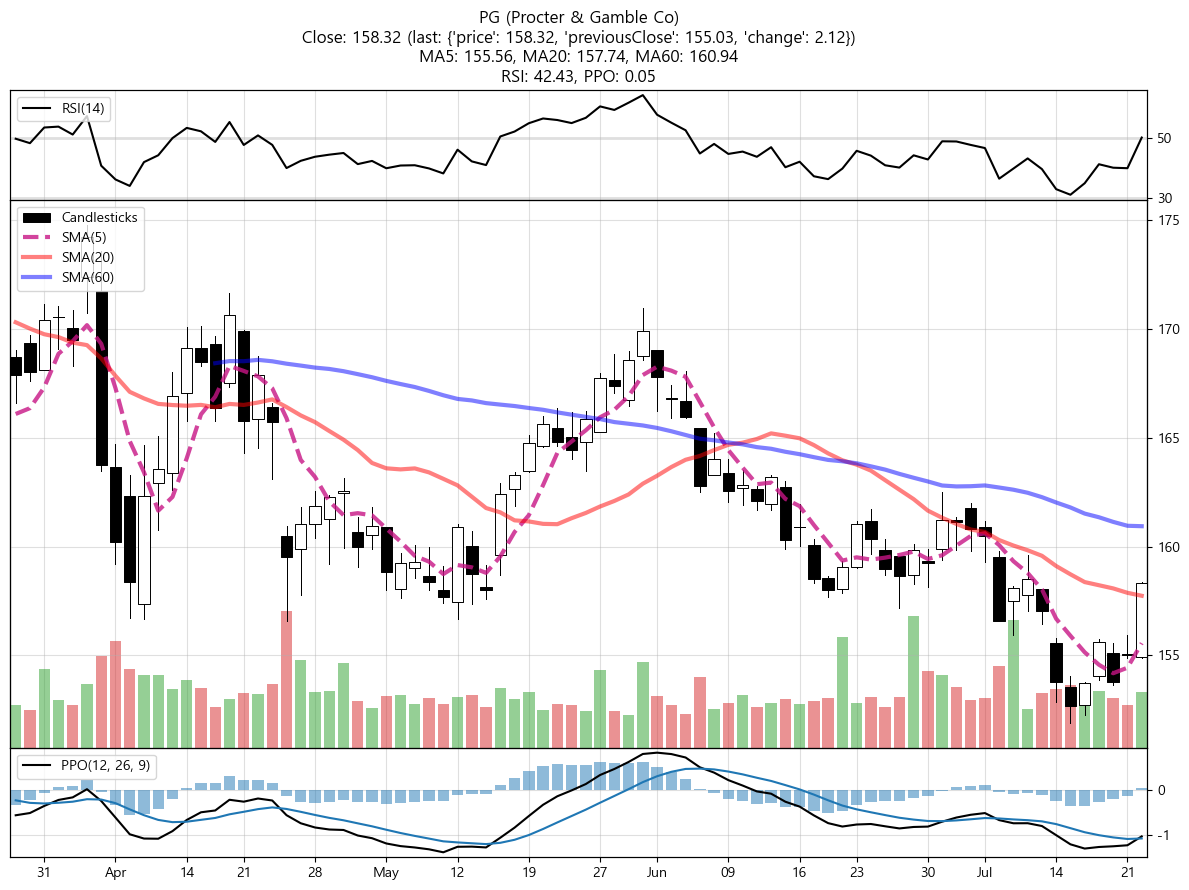 PG (Procter & Gamble Co)
Close: 158.32 (last: {'price': 158.32, 'previousClose': 155.03, 'change': 2.12})
MA5: 155.56, MA20: 157.74, MA60: 160.94
RSI: 42.43, PPO: 0.05
RSI(14)
50
30
Candlesticks
SMA(5)
SMA(20)
SMA(60)
175
170
165
160
155
PPO(12, 26, 9)
0
-1
31 Apr 14 21 28 May 12 19 27 Jun 09 16 23 30 Jul 14 21